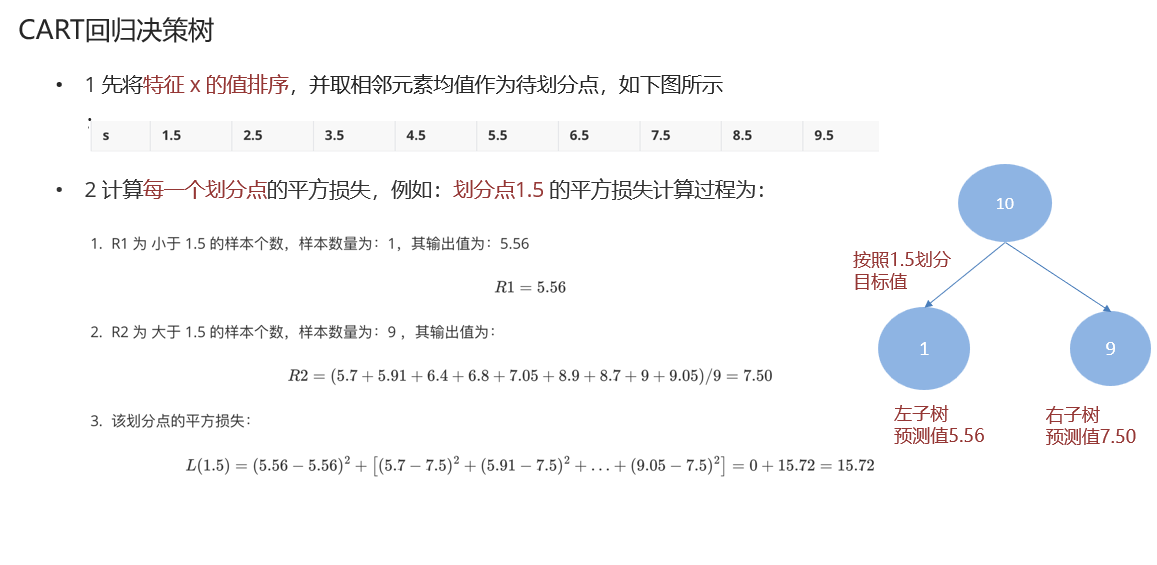 CART回归决策树
• 1 先将特征 x 的值排序，并取相邻元素均值作为待划分点，如下图所示
：
s 1.5 2.5 3.5 4.5 5.5 6.5 7.5 8.5 9.5
• 2 计算每一个划分点的平方损失，例如：划分点1.5 的平方损失计算过程为：
1. R1 为 小于 1.5 的样本个数，样本数量为：1，其输出值为：5.56
R1 = 5.56
2. R2 为 大于 1.5 的样本个数，样本数量为：9 ，其输出值为：
R2 = (5.7 + 5.91 + 6.4 + 6.8 + 7.05 + 8.9 + 8.7 + 9 + 9.05)/9 = 7.50
3. 该划分点的平方损失：
L(1.5) = (5.56 − 5.56)² + [(5.7 − 7.5)² + (5.91 − 7.5)² + … + (9.05 − 7.5)²] = 0 + 15.72 = 15.72
10
按照1.5划分
目标值
1
9
左子树
预测值5.56
右子树
预测值7.50